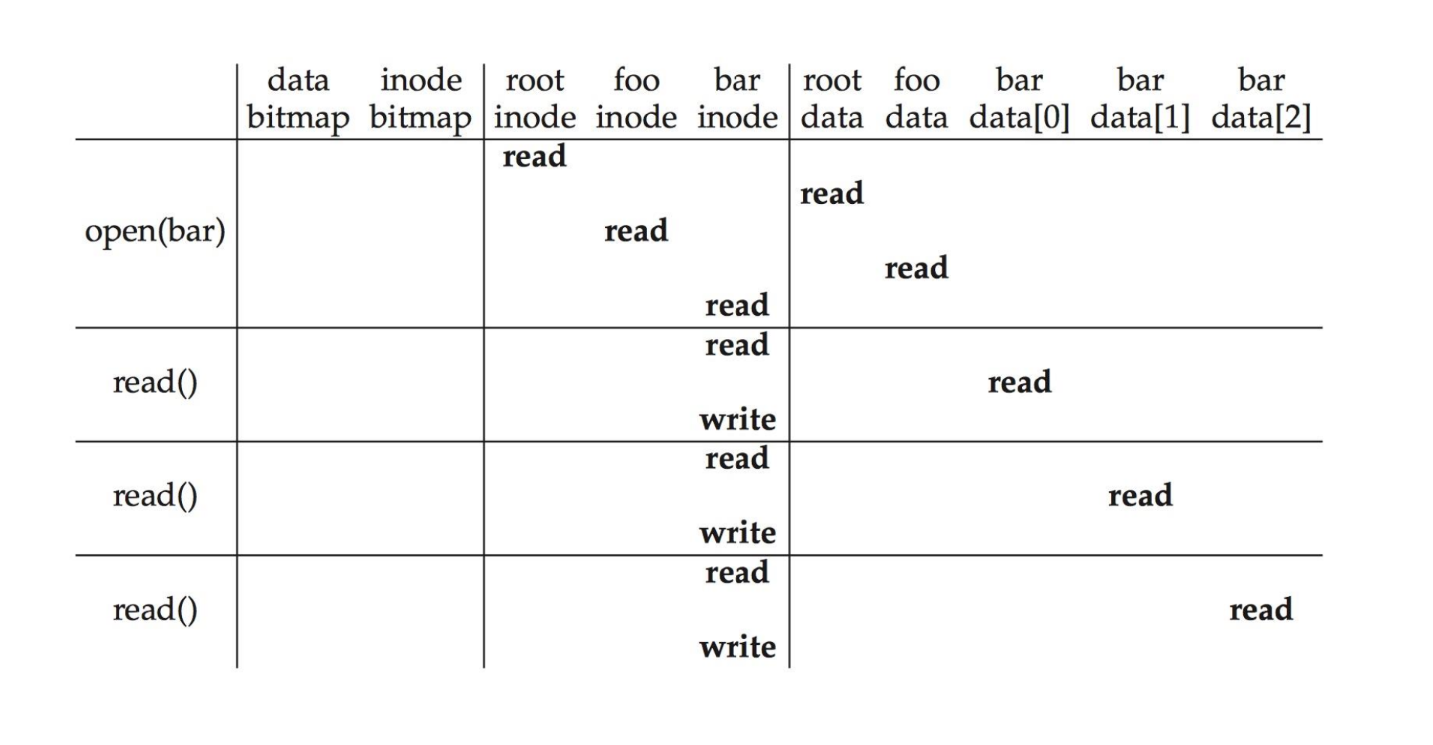 data inode root foo bar root foo bar bar bar
bitmap bitmap inode inode inode data data data[0] data[1] data[2]
read
read
open(bar) read
read
read
read
read() read
write
read
read() read
write
read
read() read
write